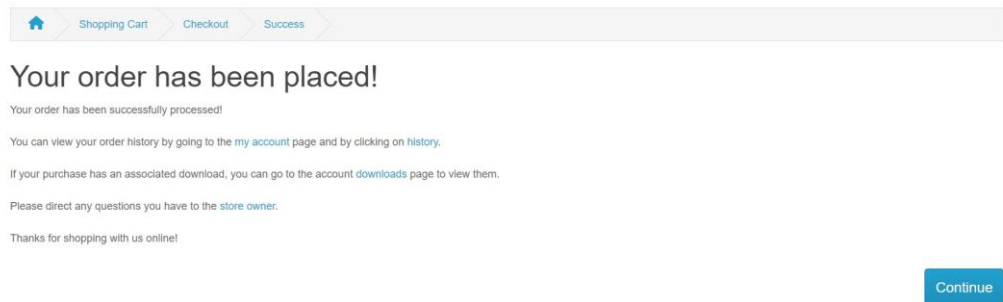 Shopping Cart Checkout Success
Your order has been placed!
Your order has been successfully processed!
You can view your order history by going to the my account page and by clicking on history.
If your purchase has an associated download, you can go to the account downloads page to view them.
Please direct any questions you have to the store owner.
Thanks for shopping with us online!
Continue